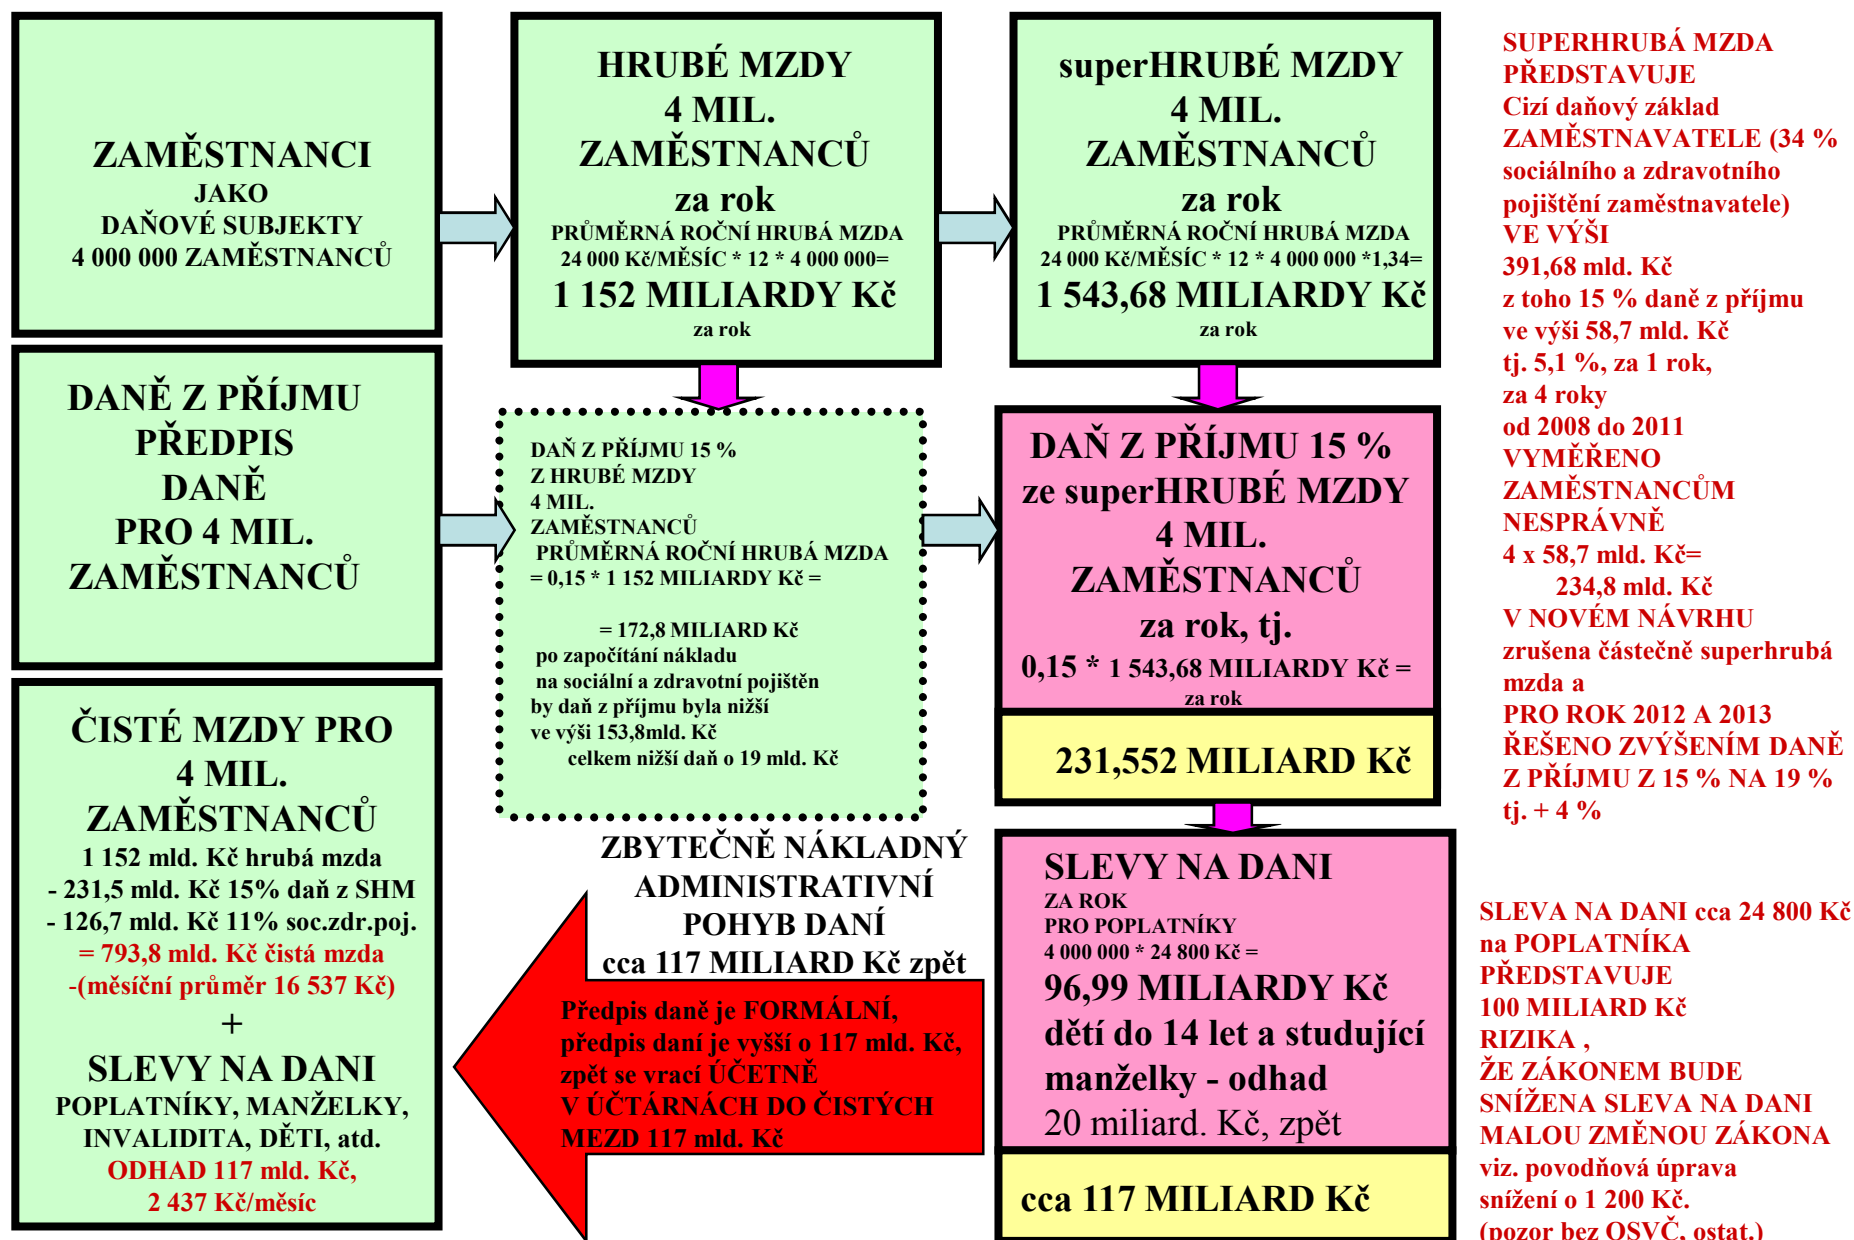 ZAMĚSTNANCI
JAKO
DAŇOVÉ SUBJEKTY
4 000 000 ZAMĚSTNANCŮ
HRUBÉ MZDY
4 MIL.
ZAMĚSTNANCŮ
za rok
PRŮMĚRNÁ ROČNÍ HRUBÁ MZDA
24 000 Kč/MĚSÍC * 12 * 4 000 000=
1 152 MILIARDY Kč
za rok
superHRUBÉ MZDY
4 MIL.
ZAMĚSTNANCŮ
za rok
PRŮMĚRNÁ ROČNÍ HRUBÁ MZDA
24 000 Kč/MĚSÍC * 12 * 4 000 000 *1,34=
1 543,68 MILIARDY Kč
za rok
SUPERHRUBÁ MZDA
PŘEDSTAVUJE
Cizí daňový základ
ZAMĚSTNAVATELE (34 %
sociálního a zdravotního
pojištění zaměstnavatele)
VE VÝŠI
391,68 mld. Kč
z toho 15 % daně z příjmu
ve výši 58,7 mld. Kč
tj. 5,1 %, za 1 rok,
za 4 roky
od 2008 do 2011
VYMĚŘENO
ZAMĚSTNANCŮM
NESPRÁVNĚ
4 x 58,7 mld. Kč=
234,8 mld. Kč
V NOVÉM NÁVRHU
zrušena částečně superhrubá
mzda a
PRO ROK 2012 A 2013
ŘEŠENO ZVÝŠENÍM DANĚ
Z PŘÍJMU Z 15 % NA 19 %
tj. + 4 %
DANĚ Z PŘÍJMU
PŘEDPIS
DANĚ
PRO 4 MIL.
ZAMĚSTNANCŮ
DAŇ Z PŘÍJMU 15 %
Z HRUBÉ MZDY
4 MIL.
ZAMĚSTNANCŮ
PRŮMĚRNÁ ROČNÍ HRUBÁ MZDA
= 0,15 * 1 152 MILIARDY Kč =
= 172,8 MILIARD Kč
po započítání nákladu
na sociální a zdravotní pojištěn
by daň z příjmu byla nižší
ve výši 153,8mld. Kč
celkem nižší daň o 19 mld. Kč
DAŇ Z PŘÍJMU 15 %
ze superHRUBÉ MZDY
4 MIL.
ZAMĚSTNANCŮ
za rok, tj.
0,15 * 1 543,68 MILIARDY Kč =
za rok
231,552 MILIARD Kč
ČISTÉ MZDY PRO
4 MIL.
ZAMĚSTNANCŮ
1 152 mld. Kč hrubá mzda
- 231,5 mld. Kč 15% daň z SHM
- 126,7 mld. Kč 11% soc.zdr.poj.
= 793,8 mld. Kč čistá mzda
-(měsíční průměr 16 537 Kč)
+
SLEVY NA DANI
POPLATNÍKY, MANŽELKY,
INVALIDITA, DĚTI, atd.
ODHAD 117 mld. Kč,
2 437 Kč/měsíc
ZBYTEČNĚ NÁKLADNÝ
ADMINISTRATIVNÍ
POHYB DANÍ
cca 117 MILIARD Kč zpět
Předpis daně je FORMÁLNÍ,
předpis daní je vyšší o 117 mld. Kč,
zpět se vrací ÚČETNĚ
V ÚČTÁRNÁCH DO ČISTÝCH
MEZD 117 mld. Kč
SLEVY NA DANI
ZA ROK
PRO POPLATNÍKY
4 000 000 * 24 800 Kč =
96,99 MILIARDY Kč
dětí do 14 let a studující
manželky - odhad
20 miliard. Kč, zpět
cca 117 MILIARD Kč
SLEVA NA DANI cca 24 800 Kč
na POPLATNÍKA
PŘEDSTAVUJE
100 MILIARD Kč
RIZIKA ,
ŽE ZÁKONEM BUDE
SNÍŽENA SLEVA NA DANI
MALOU ZMĚNOU ZÁKONA
viz. povodňová úprava
snížení o 1 200 Kč.
(pozor bez OSVČ, ostat.)